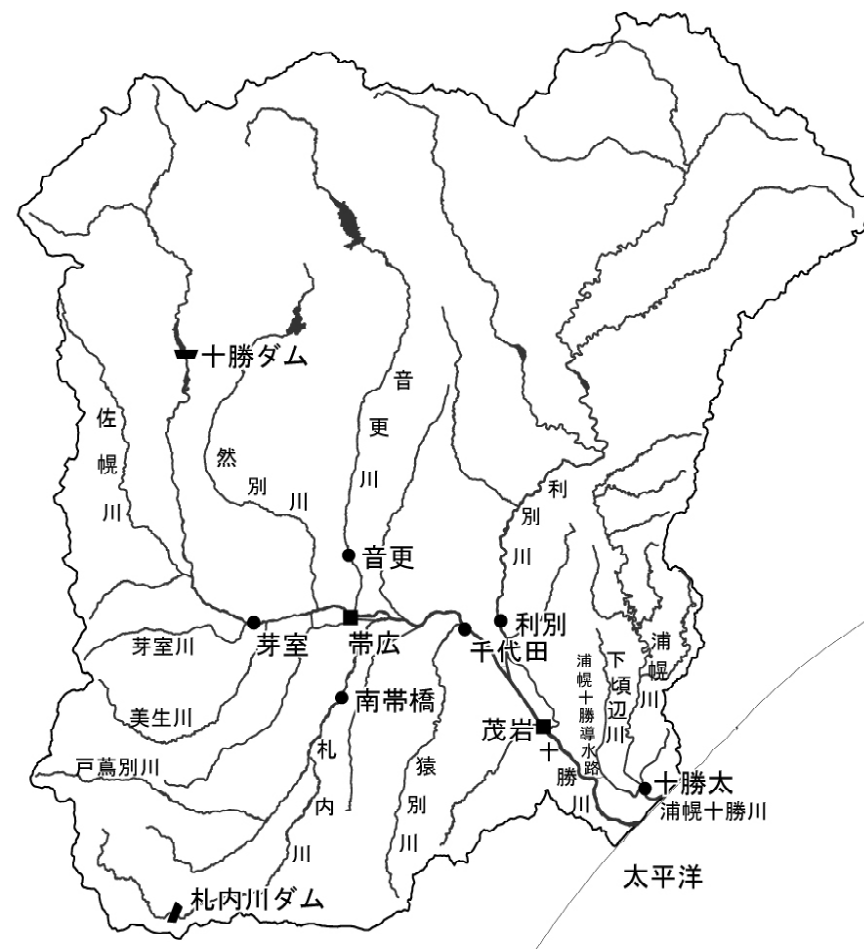 十勝ダム
佐幌川
然別川
音更川
利別川
音更
芽室
帯広
千代田
利別
芽室川
美生川
戸蔦別川
南帯橋
札内川
猿別川
茂岩
十勝川
浦幌十勝導水路
下頃辺川
浦幌川
十勝太
浦幌十勝川
太平洋
札内川ダム